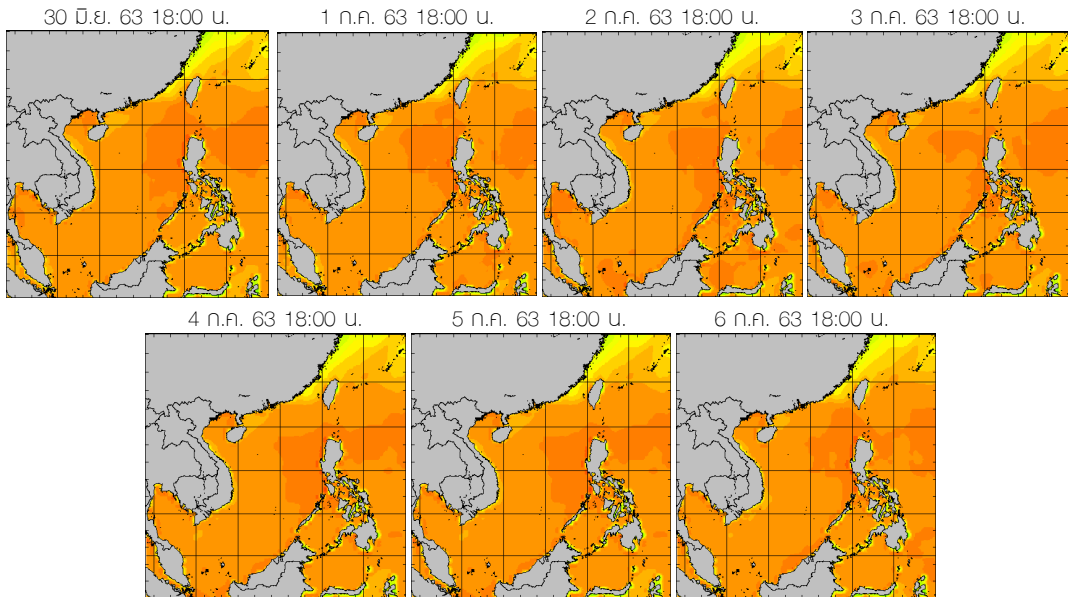 30 มิ.ย. 63 18:00 น.
1 ก.ค. 63 18:00 น.
2 ก.ค. 63 18:00 น.
3 ก.ค. 63 18:00 น.
4 ก.ค. 63 18:00 น.
5 ก.ค. 63 18:00 น.
6 ก.ค. 63 18:00 น.